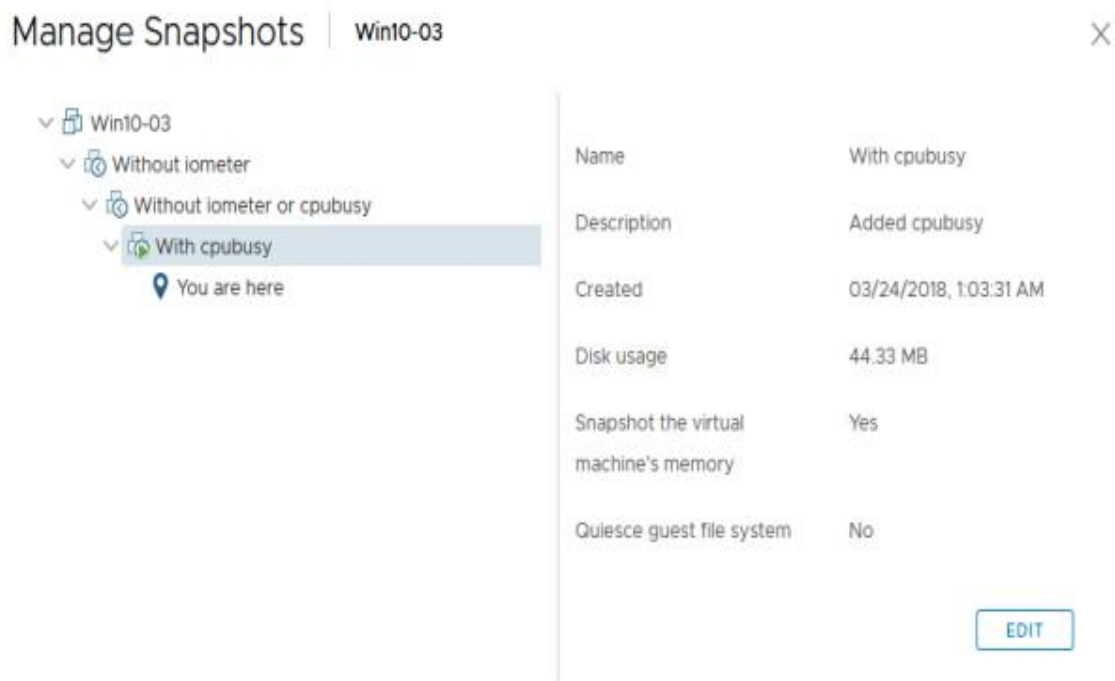 Manage Snapshots Win10-03
Win10-03
Without iometer
Without iometer or cpubusy
With cpubusy
You are here
Name With cpubusy
Description Added cpubusy
Created 03/24/2018, 1:03:31 AM
Disk usage 44.33 MB
Snapshot the virtual Yes
machine's memory
Quiesce guest file system No
EDIT